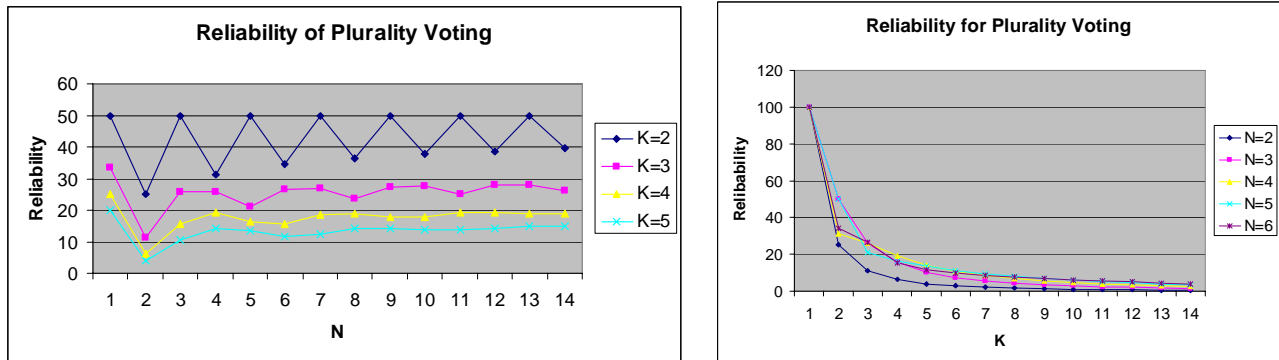 Reliability of Plurality Voting
60
50
40
30
20
10
0
Reliability
1 2 3 4 5 6 7 8 9 10 11 12 13 14
N
K=2
K=3
K=4
K=5
Reliability for Plurality Voting
120
100
80
60
40
20
0
Relibability
1 2 3 4 5 6 7 8 9 10 11 12 13 14
K
N=2
N=3
N=4
N=5
N=6